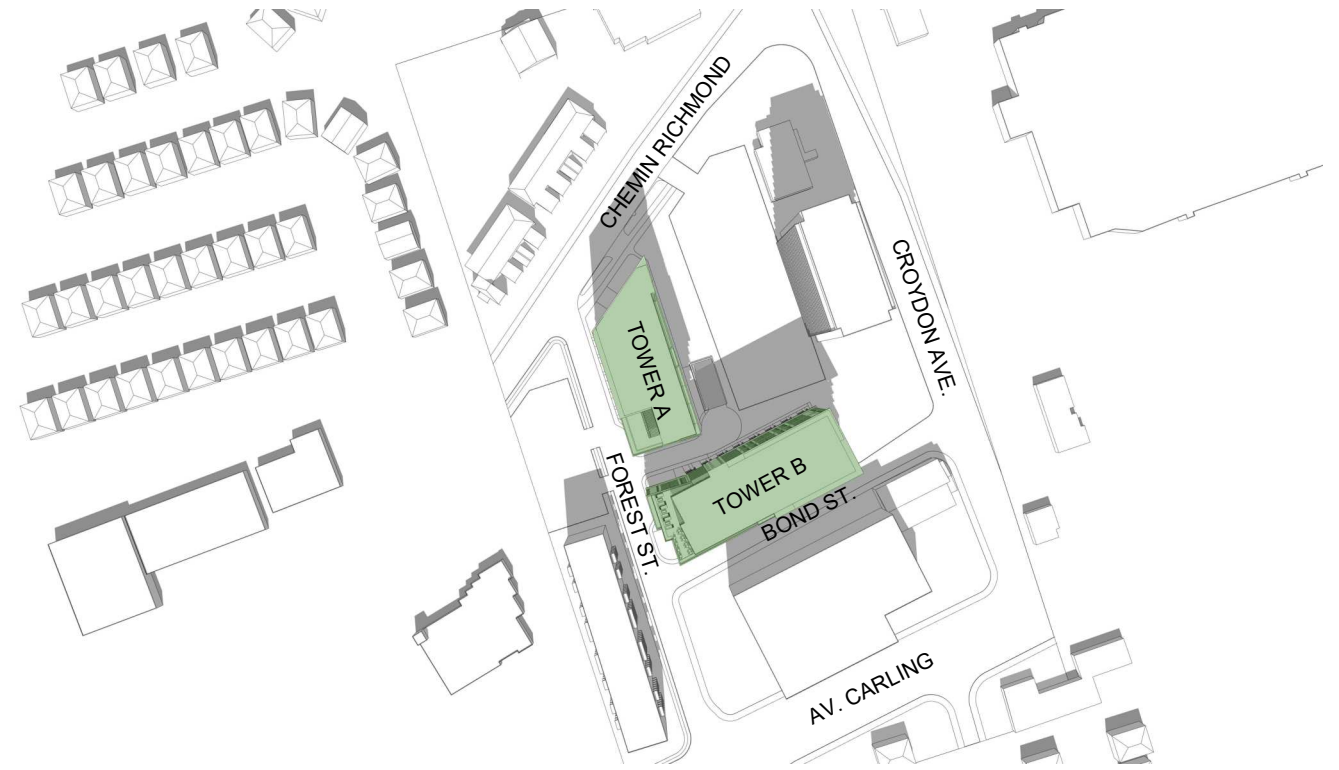 CHEMIN RICHMOND
CROYDON AVE.
TOWER A
TOWER B
FOREST ST.
BOND ST.
AV. CARLING